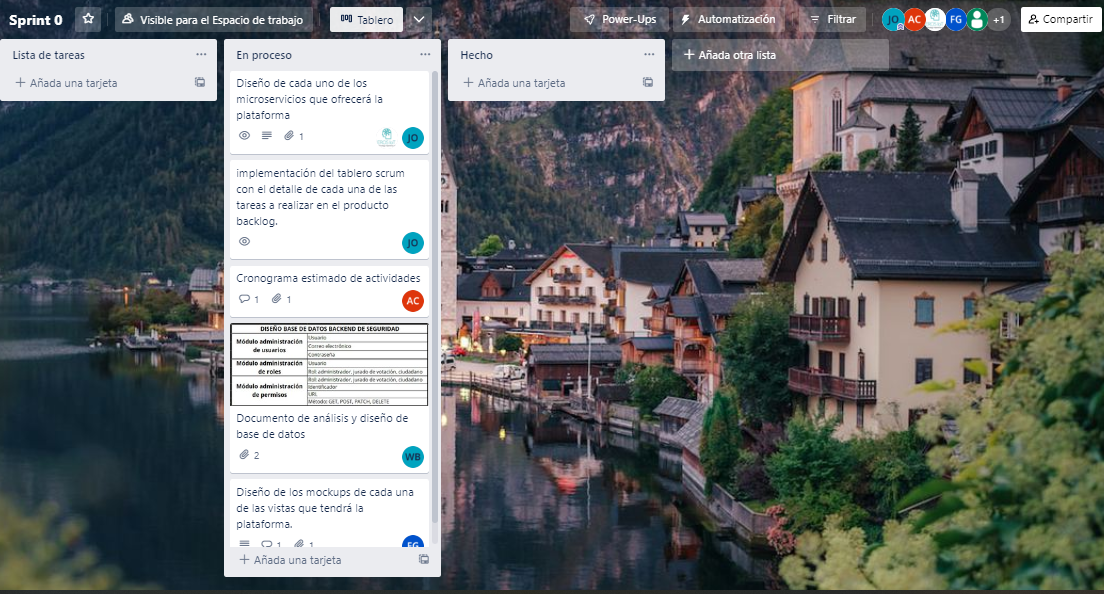 Sprint 0
Visible para el Espacio de trabajo
Tablero
Power-Ups
Automatización
Filtrar
JO
AC
FG
+1
Compartir
Lista de tareas
Añada una tarjeta
En proceso
Diseño de cada uno de los
microservicios que ofrecerá la
plataforma
1
JO
implementación del tablero scrum
con el detalle de cada una de las
tareas a realizar en el producto
backlog.
JO
Cronograma estimado de actividades
1
1
AC
DISEÑO BASE DE DATOS BACKEND DE SEGURIDAD
Módulo administración
de usuarios
Usuario
Correo electrónico
Contraseña
Módulo administración
de roles
Usuario
Rol: administrador, jurado de votación, ciudadano
Módulo administración
de permisos
Rol: administrador, jurado de votación, ciudadano
Identificador
URL
Método: GET, POST, PATCH, DELETE
Documento de análisis y diseño de
base de datos
2
WB
Diseño de los mockups de cada una
de las vistas que tendrá la
plataforma.
1
1
FG
Añada una tarjeta
Hecho
Añada una tarjeta
Añada otra lista